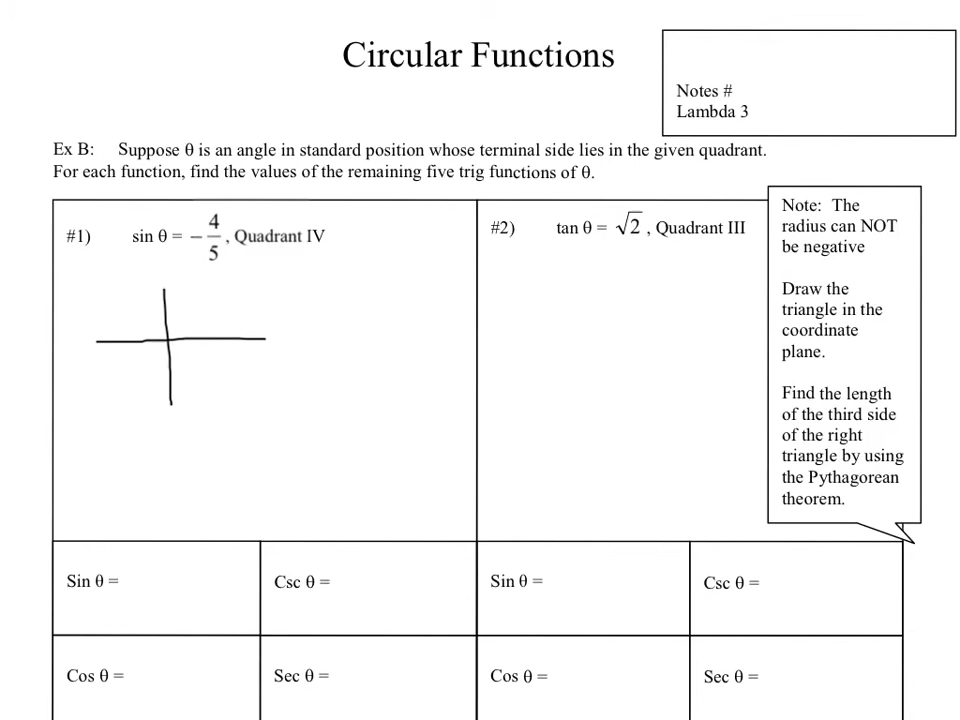 Circular Functions
Notes #
Lambda 3
Ex B: Suppose θ is an angle in standard position whose terminal side lies in the given quadrant.
For each function, find the values of the remaining five trig functions of θ.
#1) sin θ = −4/5, Quadrant IV
#2) tan θ = √2, Quadrant III
Note: The
radius can NOT
be negative
Draw the
triangle in the
coordinate
plane.
Find the length
of the third side
of the right
triangle by using
the Pythagorean
theorem.
Sin θ = Csc θ = Sin θ = Csc θ =
Cos θ = Sec θ = Cos θ = Sec θ =